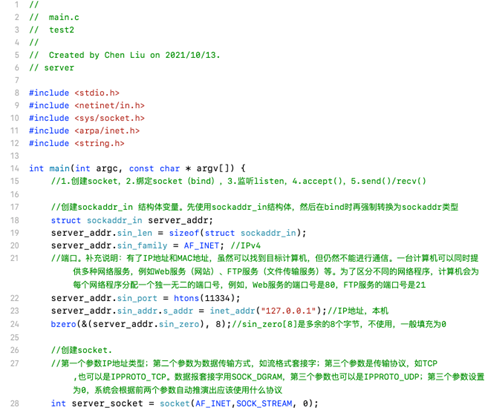 1 //
2 // main.c
3 // test2
4 //
5 // Created by Chen Liu on 2021/10/13.
6 // server
7
8 #include <stdio.h>
9 #include <netinet/in.h>
10 #include <sys/socket.h>
11 #include <arpa/inet.h>
12 #include <string.h>
13
14 int main(int argc, const char * argv[]) {
15 //1.创建socket，2.绑定socket（bind），3.监听listen，4.accept()，5.send()/recv()
16
17 //创建sockaddr_in 结构体变量。先使用sockaddr_in结构体，然后在bind时再强制转换为sockaddr类型
18 struct sockaddr_in server_addr;
19 server_addr.sin_len = sizeof(struct sockaddr_in);
20 server_addr.sin_family = AF_INET; //IPv4
21 //端口。补充说明：有了IP地址和MAC地址，虽然可以找到目标计算机，但仍然不能进行通信。一台计算机可以同时提
供多种网络服务，例如Web服务（网站）、FTP服务（文件传输服务）等。为了区分不同的网络程序，计算机会为
每个网络程序分配一个独一无二的端口号，例如，Web服务的端口号是80，FTP服务的端口号是21
22 server_addr.sin_port = htons(11334);
23 server_addr.sin_addr.s_addr = inet_addr("127.0.0.1");//IP地址，本机
24 bzero(&(server_addr.sin_zero), 8);//sin_zero[8]是多余的8个字节，不使用，一般填充为0
25
26 //创建socket.
27 //第一个参数IP地址类型；第二个参数为数据传输方式，如流格式套接字；第三个参数是传输协议，如TCP
,也可以是IPPROTO_TCP。数据报套接字用SOCK_DGRAM，第三个参数也可以是IPPROTO_UDP；第三个参数设置
为0，系统会根据前两个参数自动推演出应该使用什么协议
28 int server_socket = socket(AF_INET,SOCK_STREAM, 0);